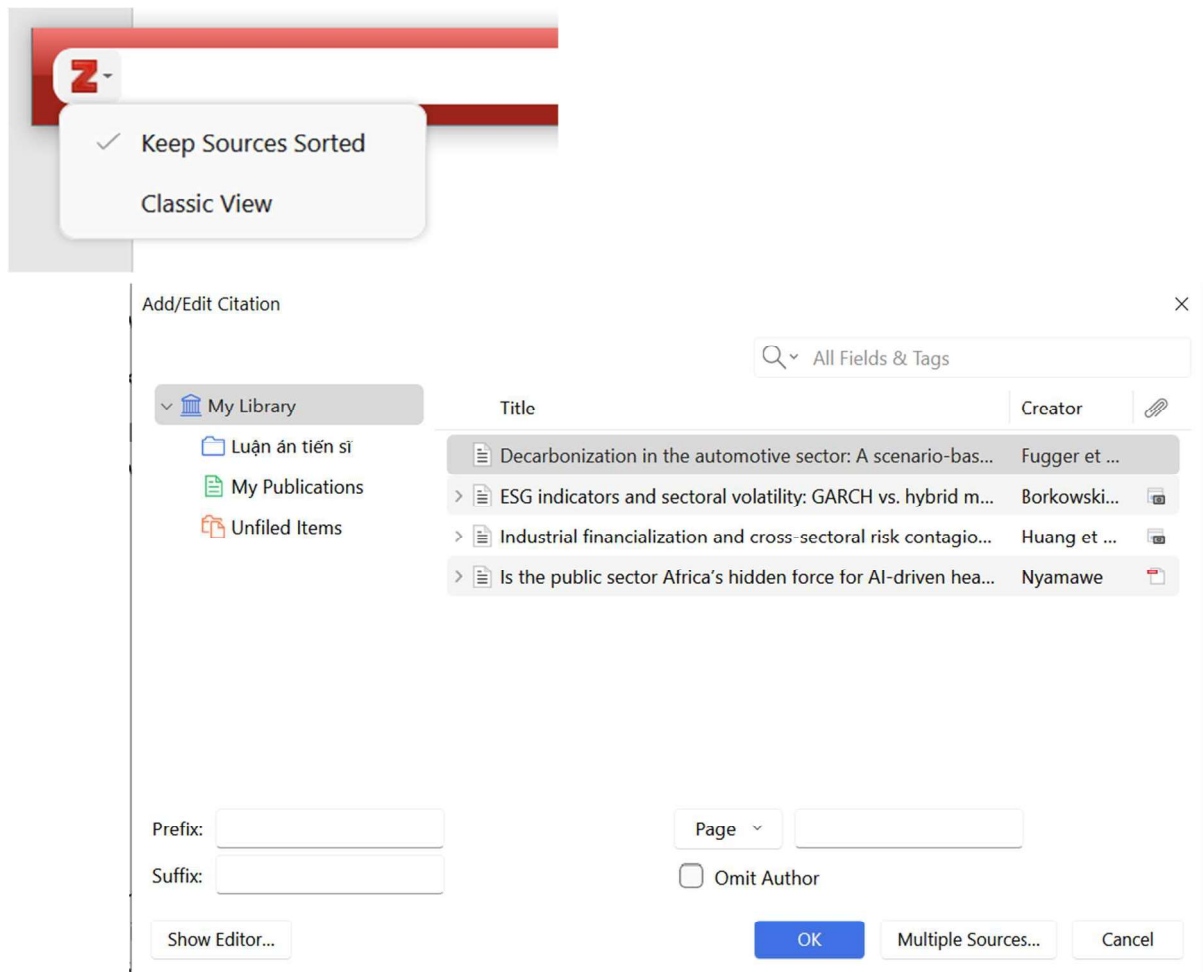 Z
Keep Sources Sorted
Classic View
Add/Edit Citation
All Fields & Tags
My Library
Luận án tiến sĩ
My Publications
Unfiled Items
Title Creator
Decarbonization in the automotive sector: A scenario-bas... Fugger et ...
ESG indicators and sectoral volatility: GARCH vs. hybrid m... Borkowski...
Industrial financialization and cross-sectoral risk contagio... Huang et ...
Is the public sector Africa’s hidden force for AI-driven hea... Nyamawe
Prefix: Page
Suffix: Omit Author
Show Editor... OK Multiple Sources... Cancel